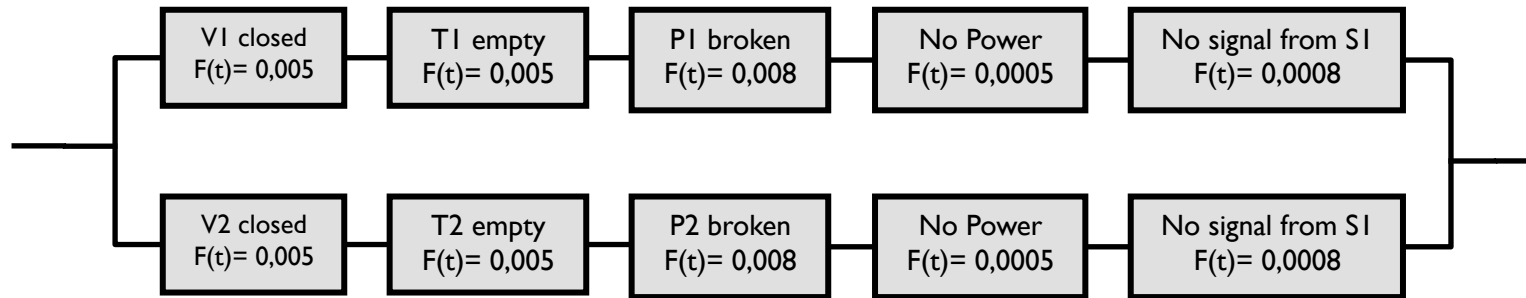 V1 closed
F(t)= 0,005
T1 empty
F(t)= 0,005
P1 broken
F(t)= 0,008
No Power
F(t)= 0,0005
No signal from S1
F(t)= 0,0008
V2 closed
F(t)= 0,005
T2 empty
F(t)= 0,005
P2 broken
F(t)= 0,008
No Power
F(t)= 0,0005
No signal from S1
F(t)= 0,0008